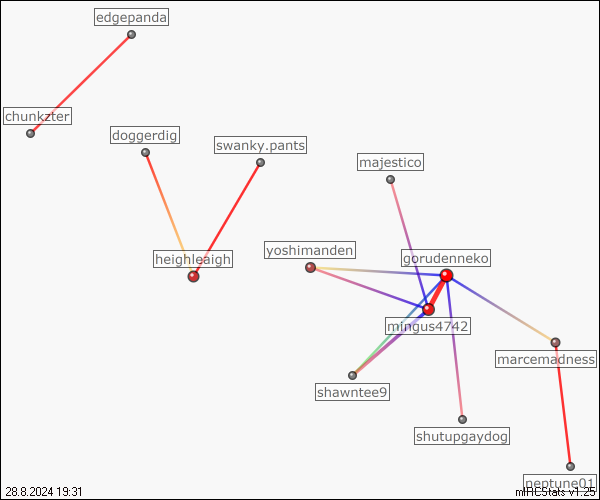 edgepanda
chunkzter
doggerdig
swanky.pants
majestico
yoshimanden
gorudenneko
heighleaigh
mingus4742
marcemadness
shawntee9
shutupgaydog
neptune01
28.8.2024 19:31
mIRCStats v1.25